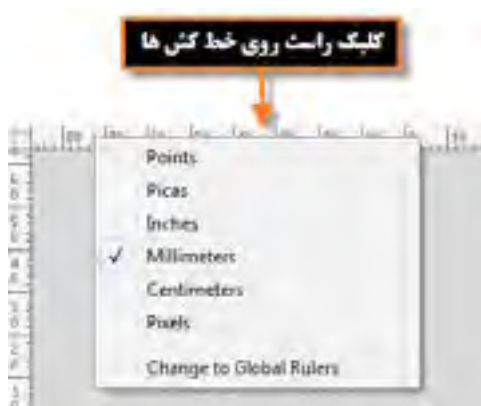 کلیک راست روی خط کش ها
Points
Picas
Inches
Millimeters
Centimeters
Pixels
Change to Global Rulers